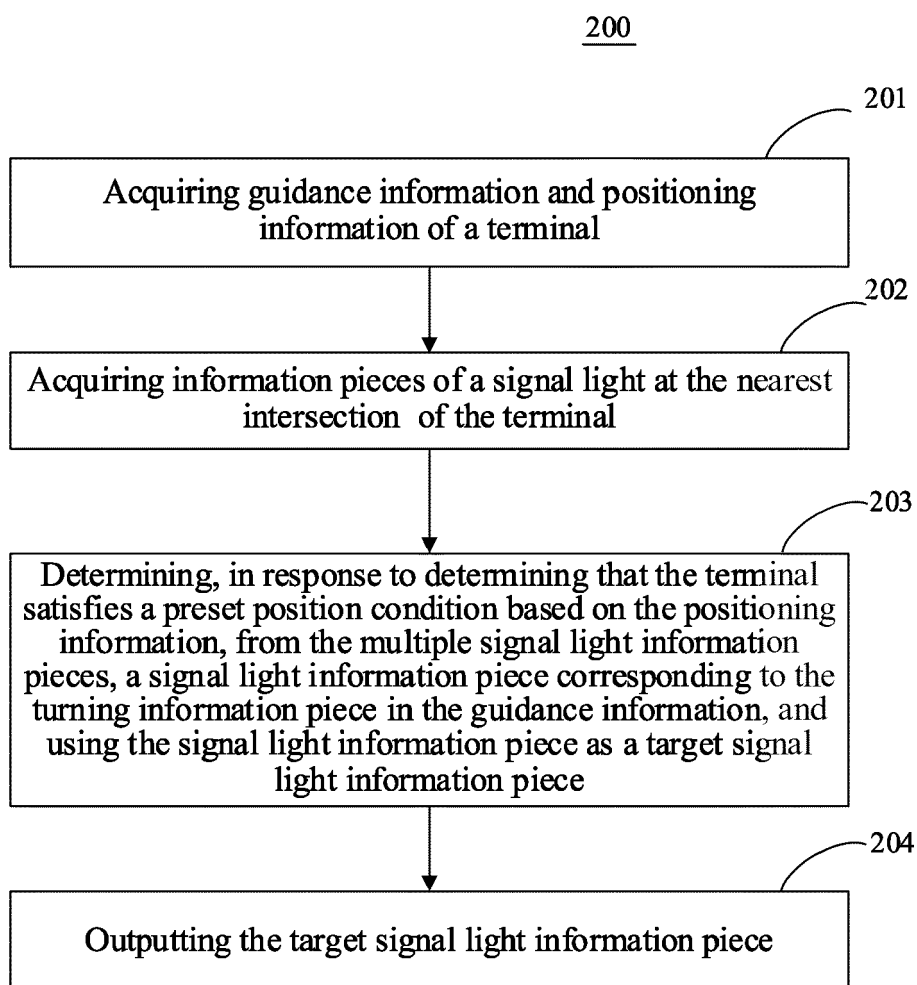 200
201
Acquiring guidance information and positioning
information of a terminal
202
Acquiring information pieces of a signal light at the nearest
intersection of the terminal
203
Determining, in response to determining that the terminal
satisfies a preset position condition based on the positioning
information, from the multiple signal light information
pieces, a signal light information piece corresponding to the
turning information piece in the guidance information, and
using the signal light information piece as a target signal
light information piece
204
Outputting the target signal light information piece